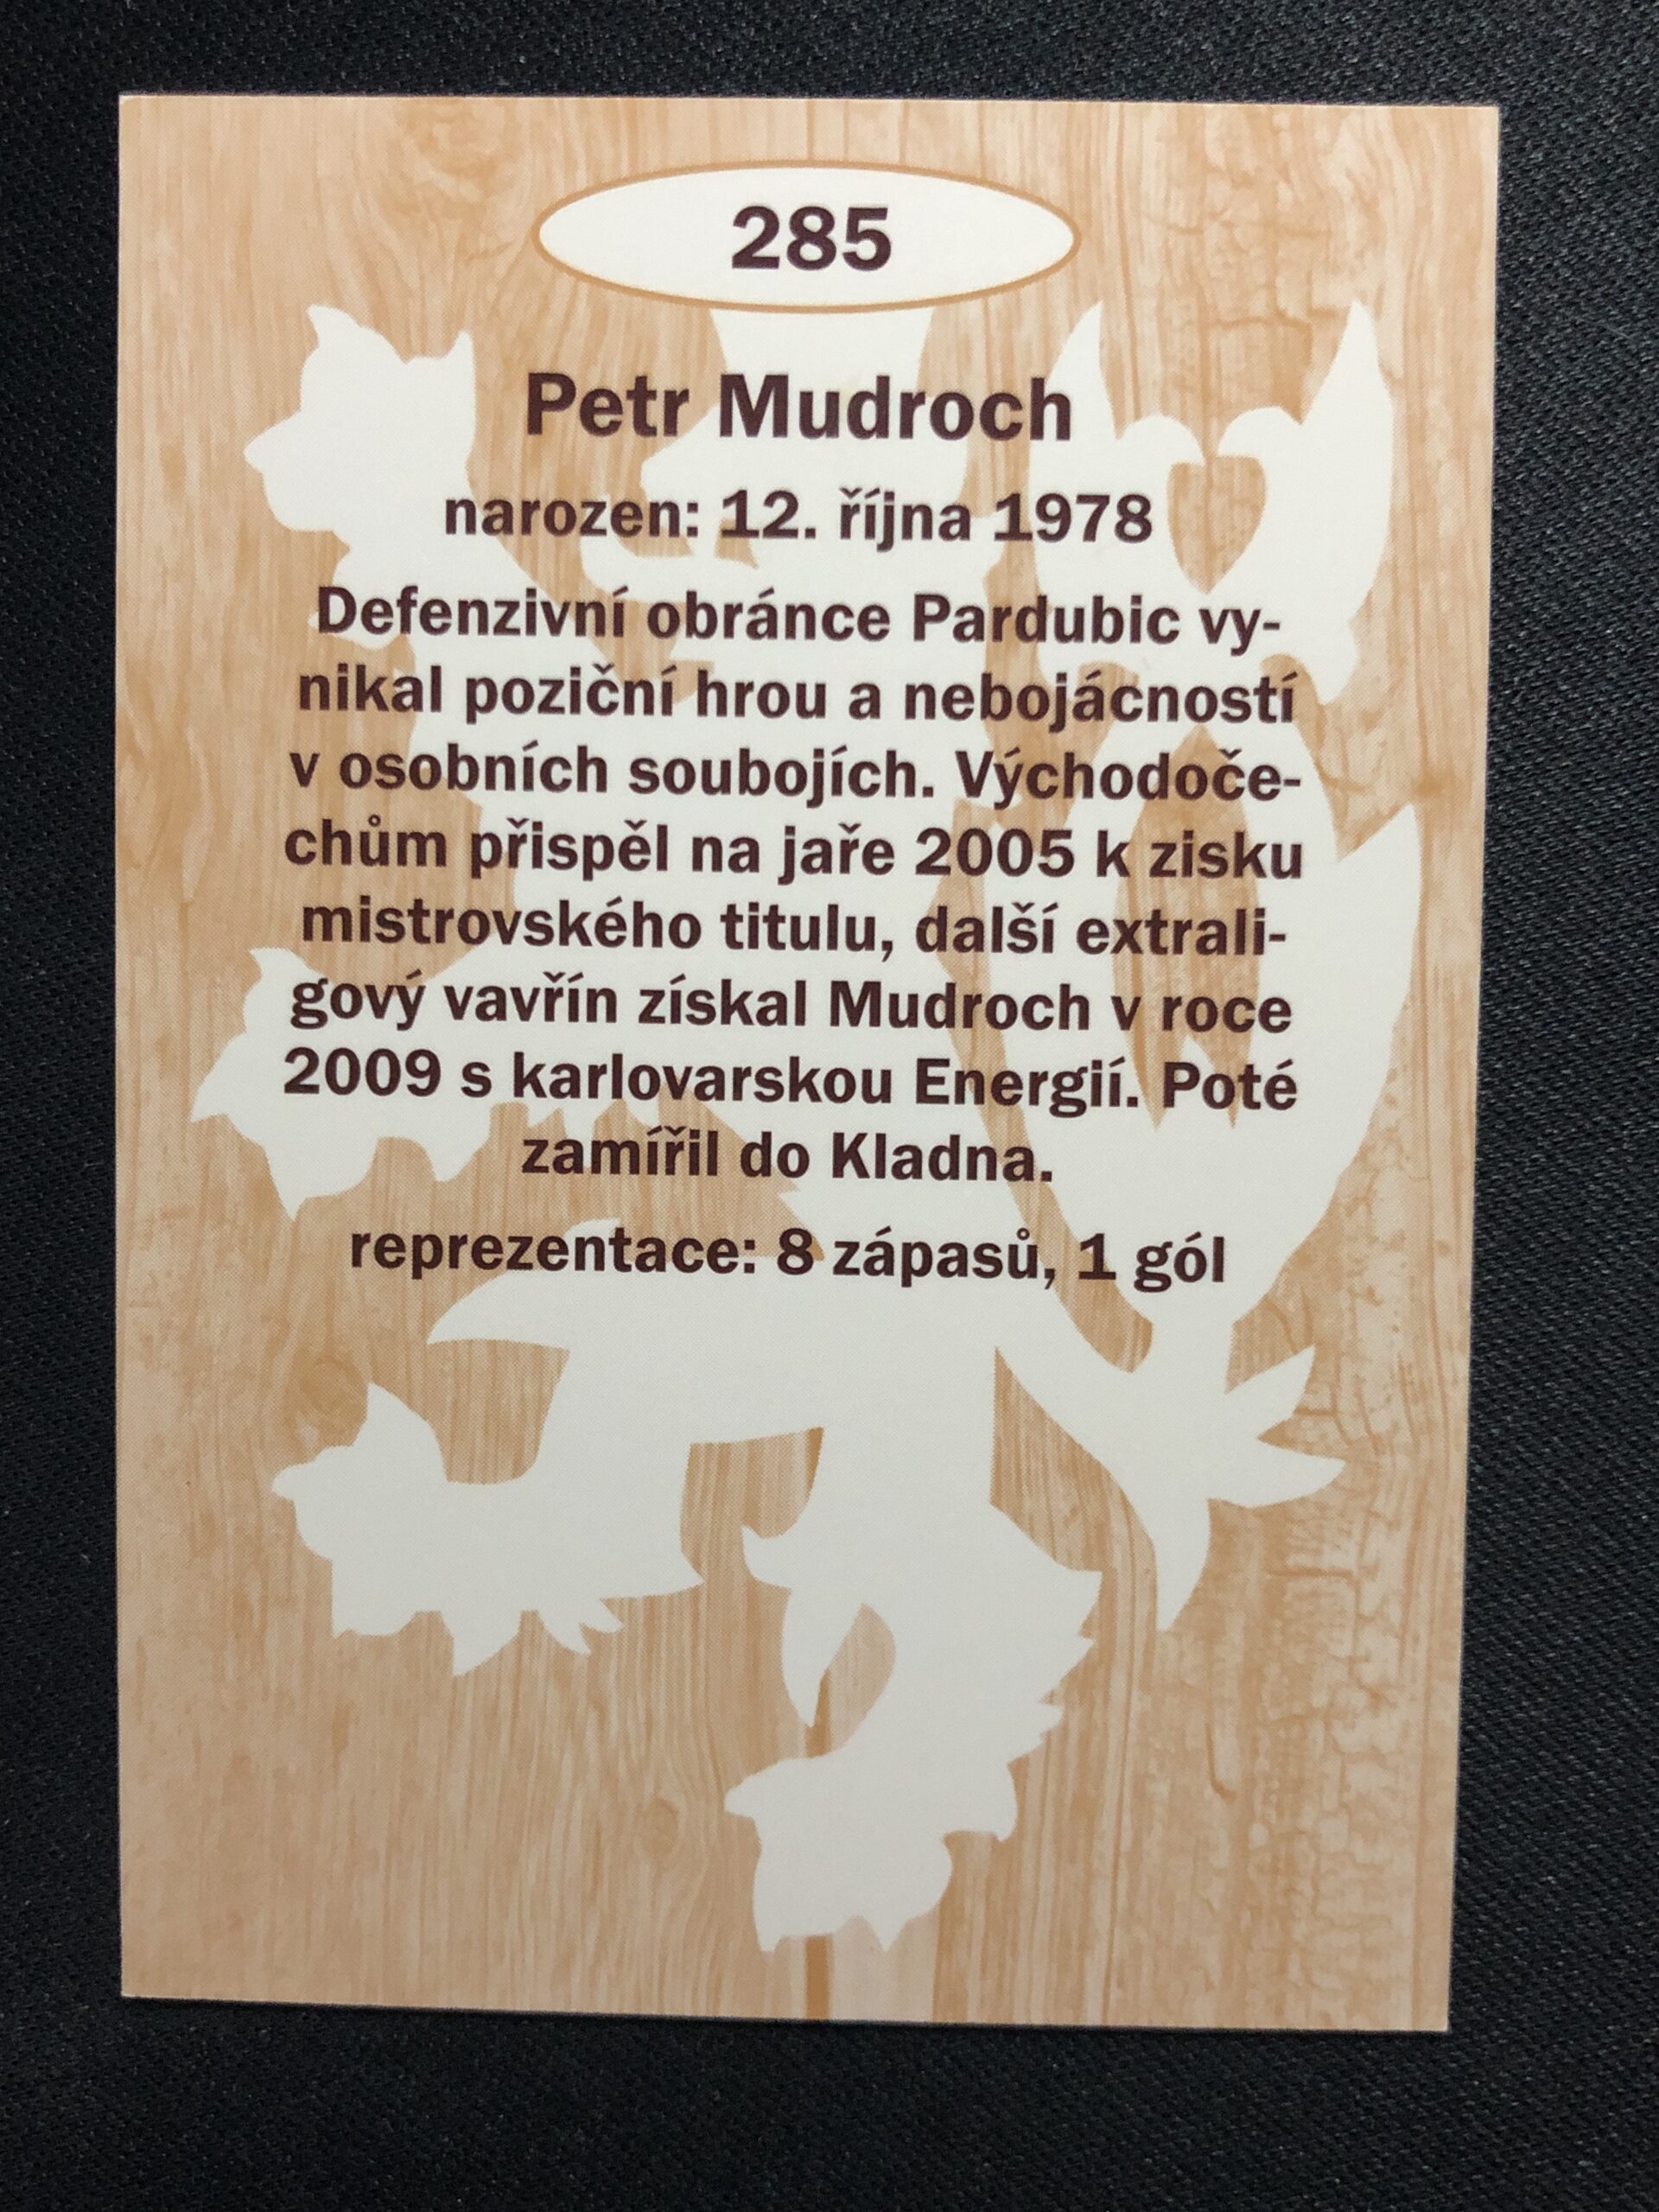 285
Petr Mudroch
narozen: 12. října 1978
Defenzivní obránce Pardubic vy-
nikal poziční hrou a nebojácností
v osobních soubojích. Východoče-
chům přispěl na jaře 2005 k zisku
mistrovského titulu, další extrali-
gový vavřín získal Mudroch v roce
2009 s karlovarskou Energií. Poté
zamířil do Kladna.
reprezentace: 8 zápasů, 1 gól